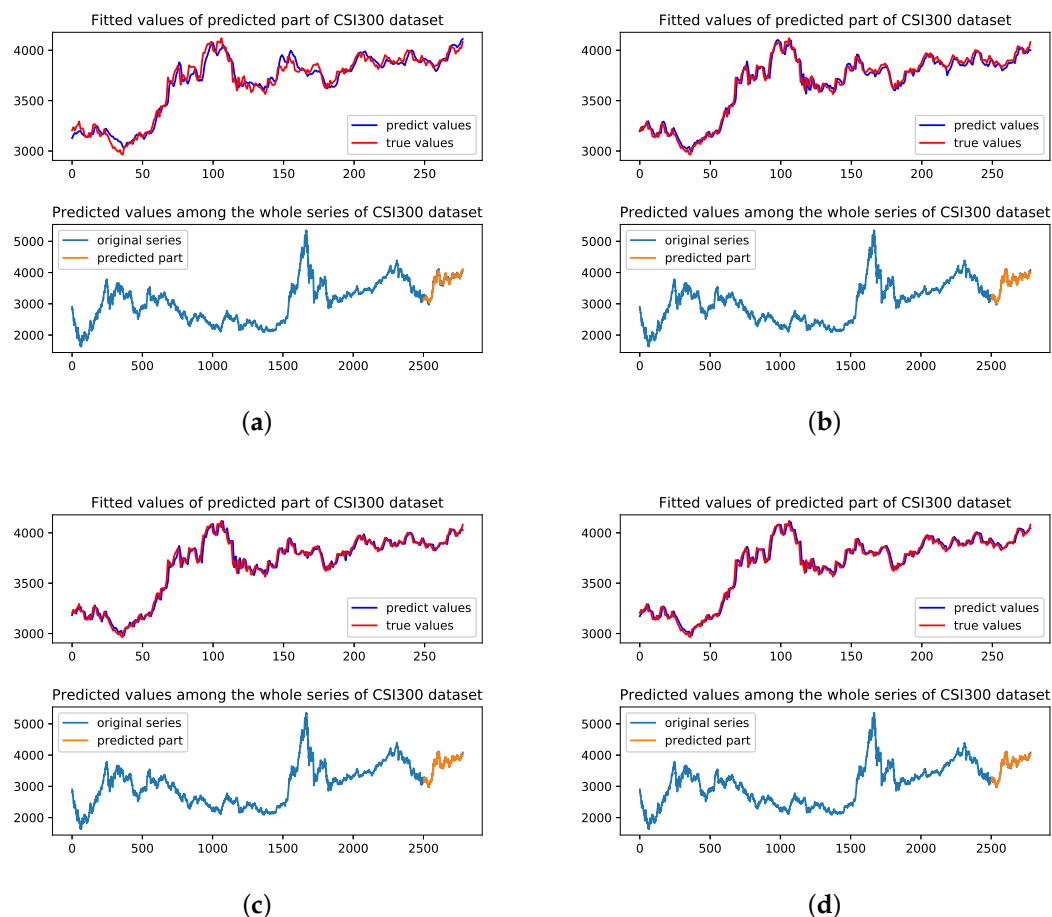 Fitted values of predicted part of CSI300 dataset
4000
3500
3000
predict values
true values
0 50 100 150 200 250
Predicted values among the whole series of CSI300 dataset
5000
4000
3000
2000
original series
predicted part
0 500 1000 1500 2000 2500
(a)
Fitted values of predicted part of CSI300 dataset
4000
3500
3000
predict values
true values
0 50 100 150 200 250
Predicted values among the whole series of CSI300 dataset
5000
4000
3000
2000
original series
predicted part
0 500 1000 1500 2000 2500
(b)
Fitted values of predicted part of CSI300 dataset
4000
3500
3000
predict values
true values
0 50 100 150 200 250
Predicted values among the whole series of CSI300 dataset
5000
4000
3000
2000
original series
predicted part
0 500 1000 1500 2000 2500
(c)
Fitted values of predicted part of CSI300 dataset
4000
3500
3000
predict values
true values
0 50 100 150 200 250
Predicted values among the whole series of CSI300 dataset
5000
4000
3000
2000
original series
predicted part
0 500 1000 1500 2000 2500
(d)